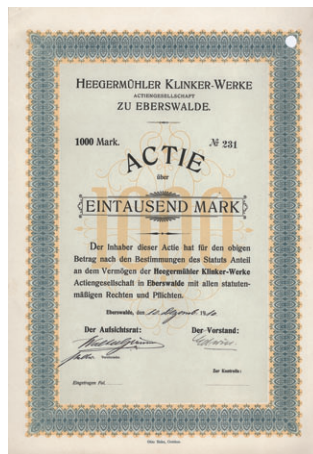 HEEGERMÜHLER KLINKER-WERKE
ACTIENGESELLSCHAFT
ZU EBERSWALDE.
1000 Mark. № 231
ACTIE
über
EINTAUSEND MARK
Der Inhaber dieser Actie hat für den obigen
Betrag nach den Bestimmungen des Statuts Anteil
an dem Vermögen der Heegermühler Klinker-Werke
Actiengesellschaft in Eberswalde mit allen statuten-
mäßigen Rechten und Pflichten.
Eberswalde, den
Der Aufsichtsrat: Der Vorstand:
Zur Kontrolle:
Eingetragen Fol.